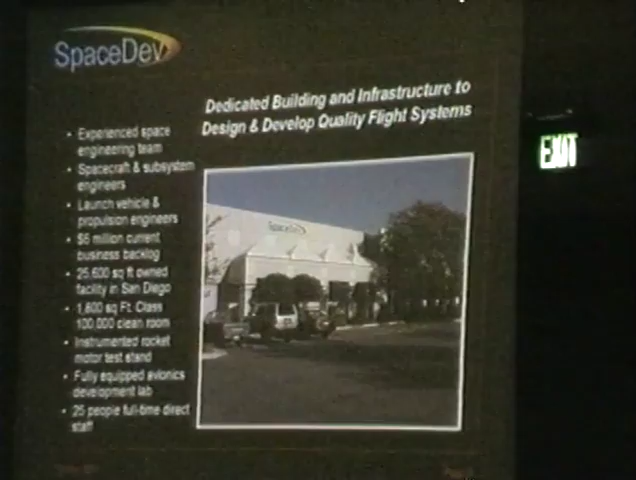 SpaceDev
Dedicated Building and Infrastructure to
Design & Develop Quality Flight Systems
• Experienced space
engineering team
• Spacecraft & subsystem
engineers
• Launch vehicle &
propulsion engineers
• $6 million current
business backlog
• 25,600 sq ft owned
facility in San Diego
• 1,600 sq Ft. Class
100,000 clean room
• Instrumented rocket
motor test stand
• Fully equipped avionics
development lab
• 25 people full-time direct
staff
SpaceDev
EXIT